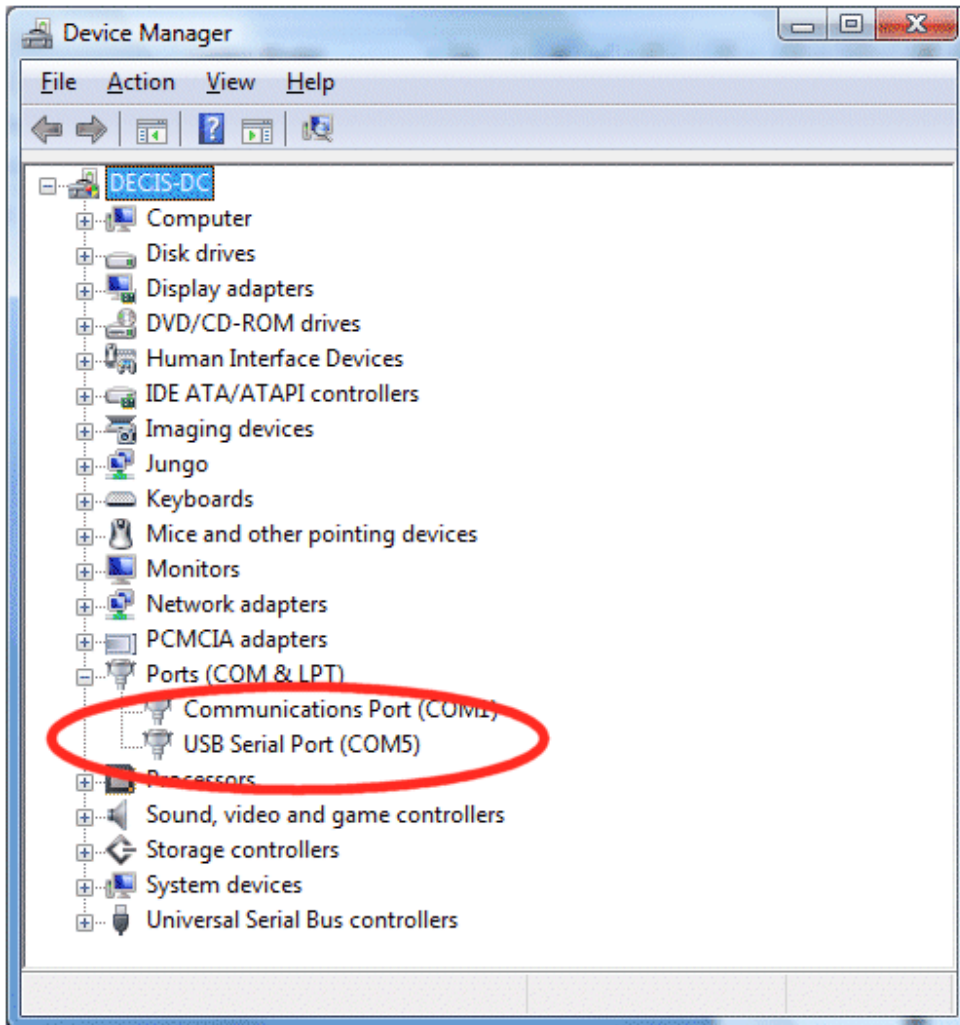 Device Manager
File Action View Help
DECIS-DC
Computer
Disk drives
Display adapters
DVD/CD-ROM drives
Human Interface Devices
IDE ATA/ATAPI controllers
Imaging devices
Jungo
Keyboards
Mice and other pointing devices
Monitors
Network adapters
PCMCIA adapters
Ports (COM & LPT)
Communications Port (COM1)
USB Serial Port (COM5)
Processors
Sound, video and game controllers
Storage controllers
System devices
Universal Serial Bus controllers